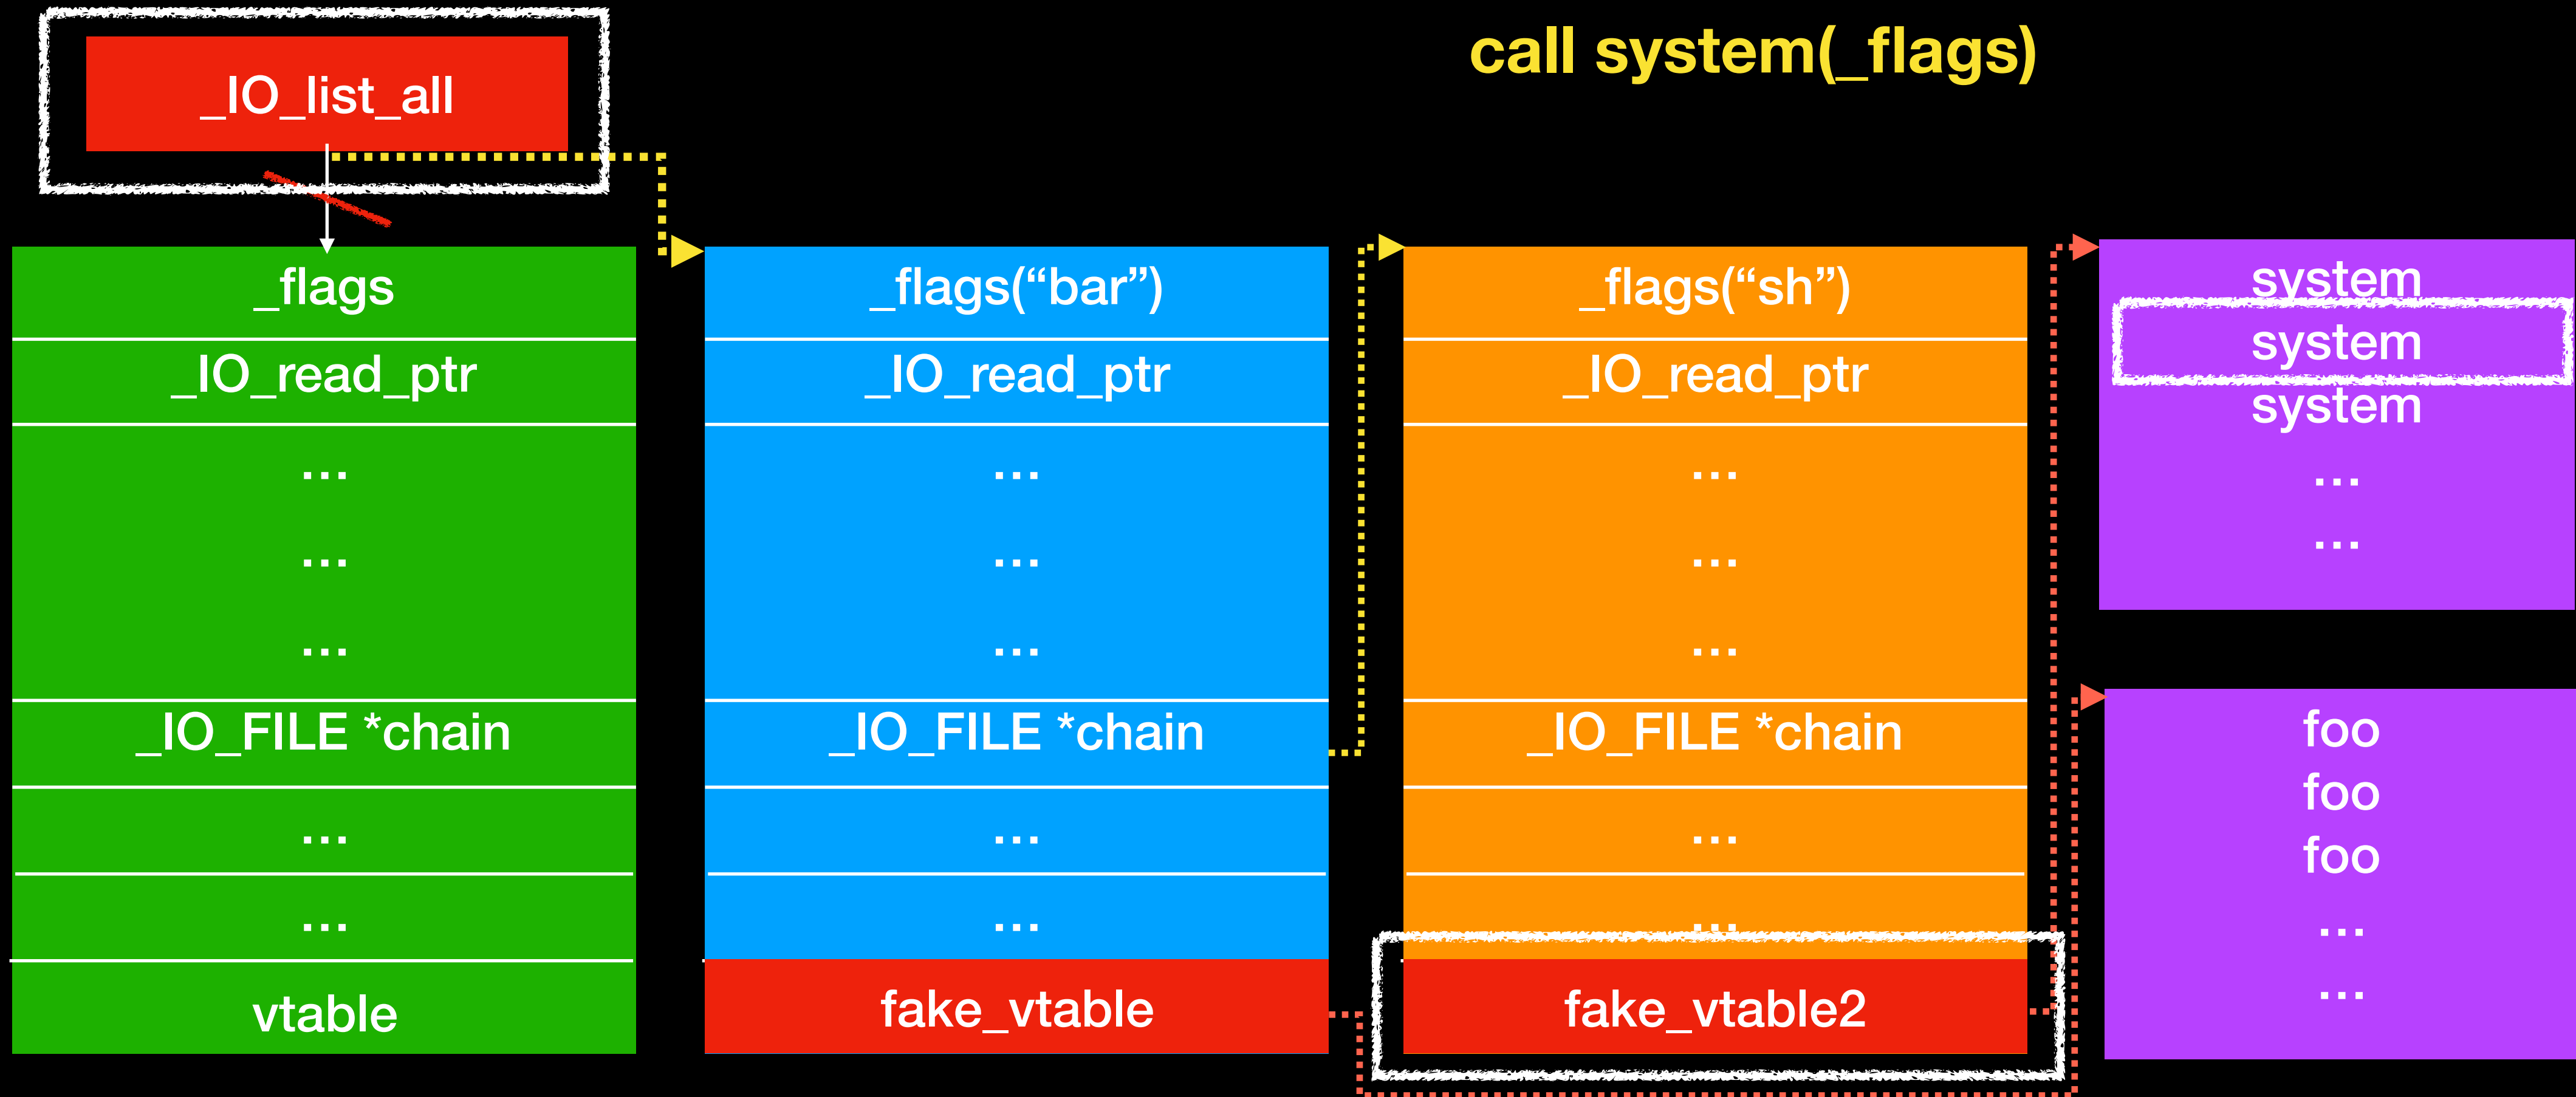 _IO_list_all
call system(_flags)
_flags
_IO_read_ptr
...
...
...
_IO_FILE *chain
...
...
vtable
_flags(“bar”)
_IO_read_ptr
...
...
...
_IO_FILE *chain
...
...
fake_vtable
_flags(“sh”)
_IO_read_ptr
...
...
...
_IO_FILE *chain
...
...
fake_vtable2
system
system
system
...
...
foo
foo
foo
...
...